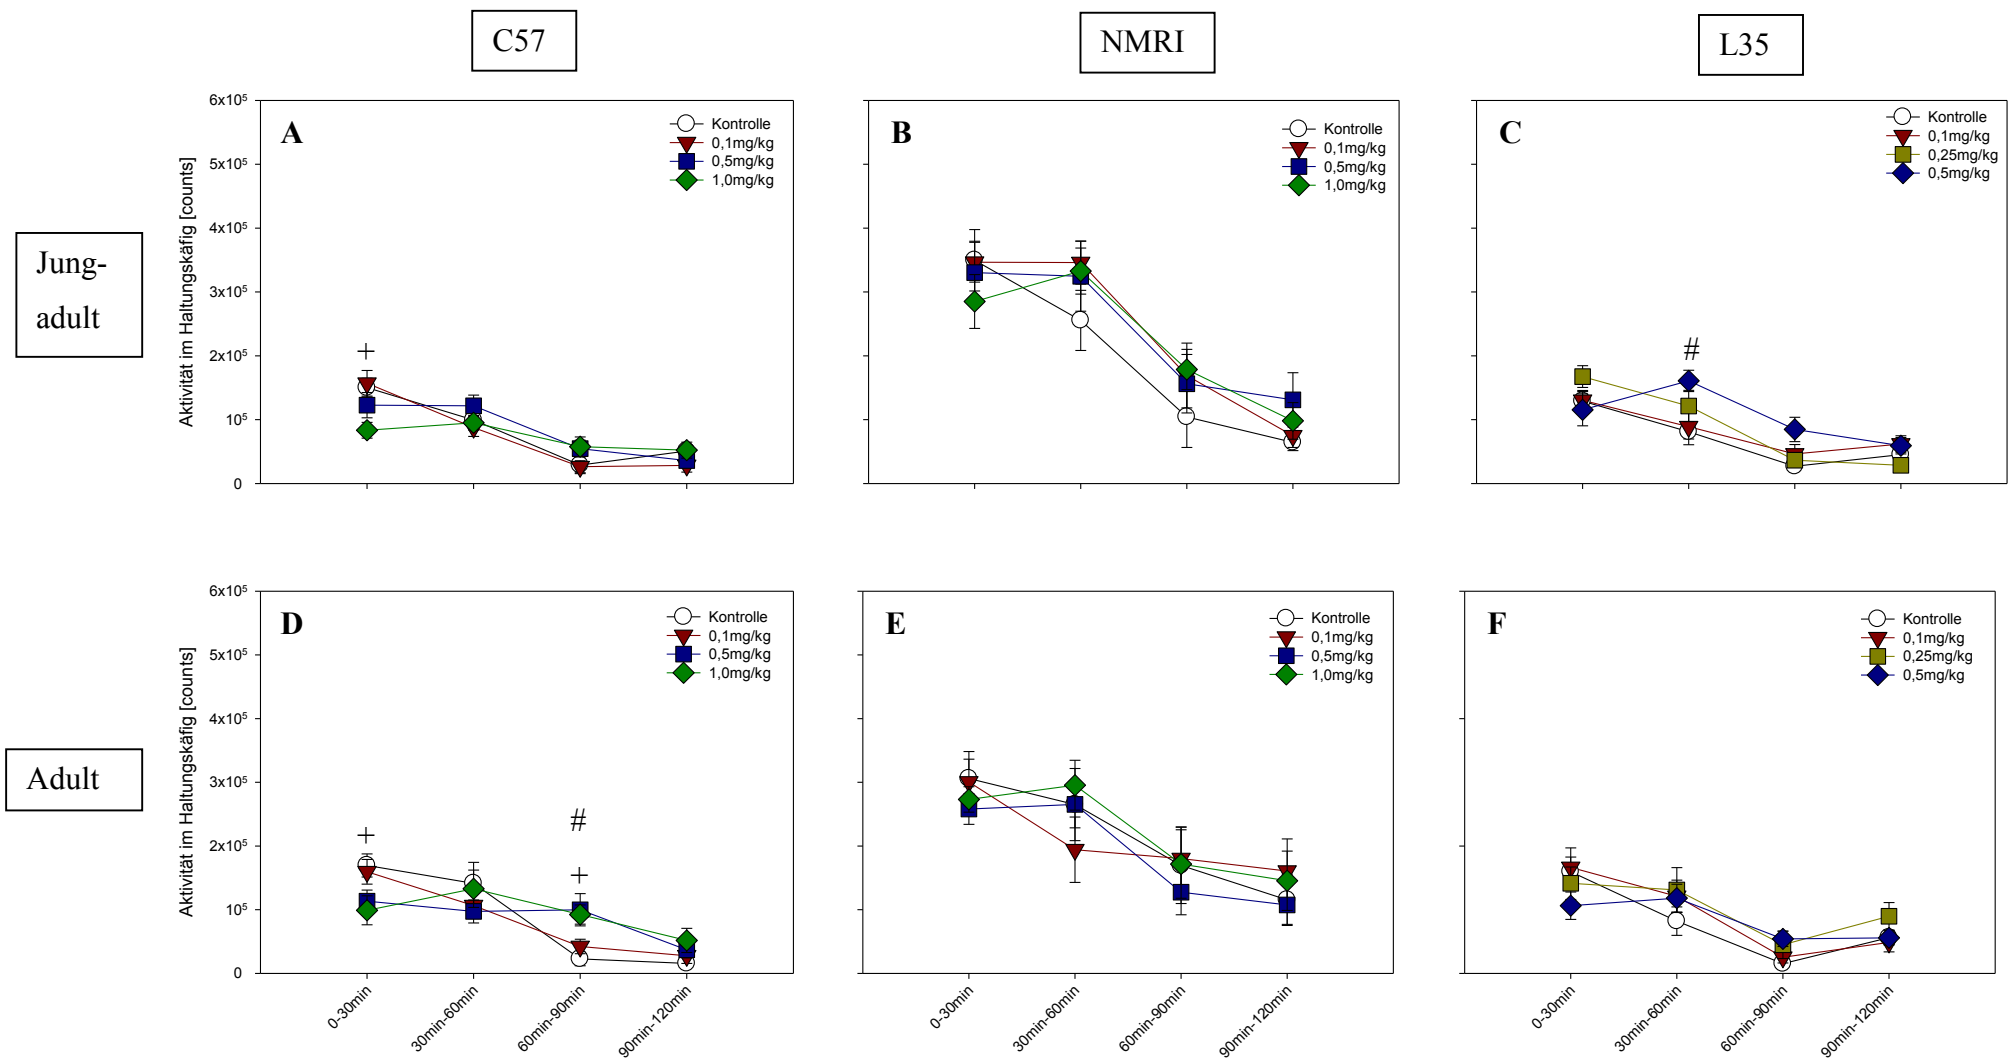 C57
NMRI
L35
Jung-
adult
Aktivität im Haltungskäfig [counts]
6x10⁵
5x10⁵
4x10⁵
3x10⁵
2x10⁵
10⁵
0
A
Kontrolle
0,1mg/kg
0,5mg/kg
1,0mg/kg
+
B
Kontrolle
0,1mg/kg
0,5mg/kg
1,0mg/kg
C
Kontrolle
0,1mg/kg
0,25mg/kg
0,5mg/kg
#
Adult
Aktivität im Haltungskäfig [counts]
6x10⁵
5x10⁵
4x10⁵
3x10⁵
2x10⁵
10⁵
0
D
Kontrolle
0,1mg/kg
0,5mg/kg
1,0mg/kg
+
#
+
0-30min
30min-60min
60min-90min
90min-120min
E
Kontrolle
0,1mg/kg
0,5mg/kg
1,0mg/kg
0-30min
30min-60min
60min-90min
90min-120min
F
Kontrolle
0,1mg/kg
0,25mg/kg
0,5mg/kg
0-30min
30min-60min
60min-90min
90min-120min